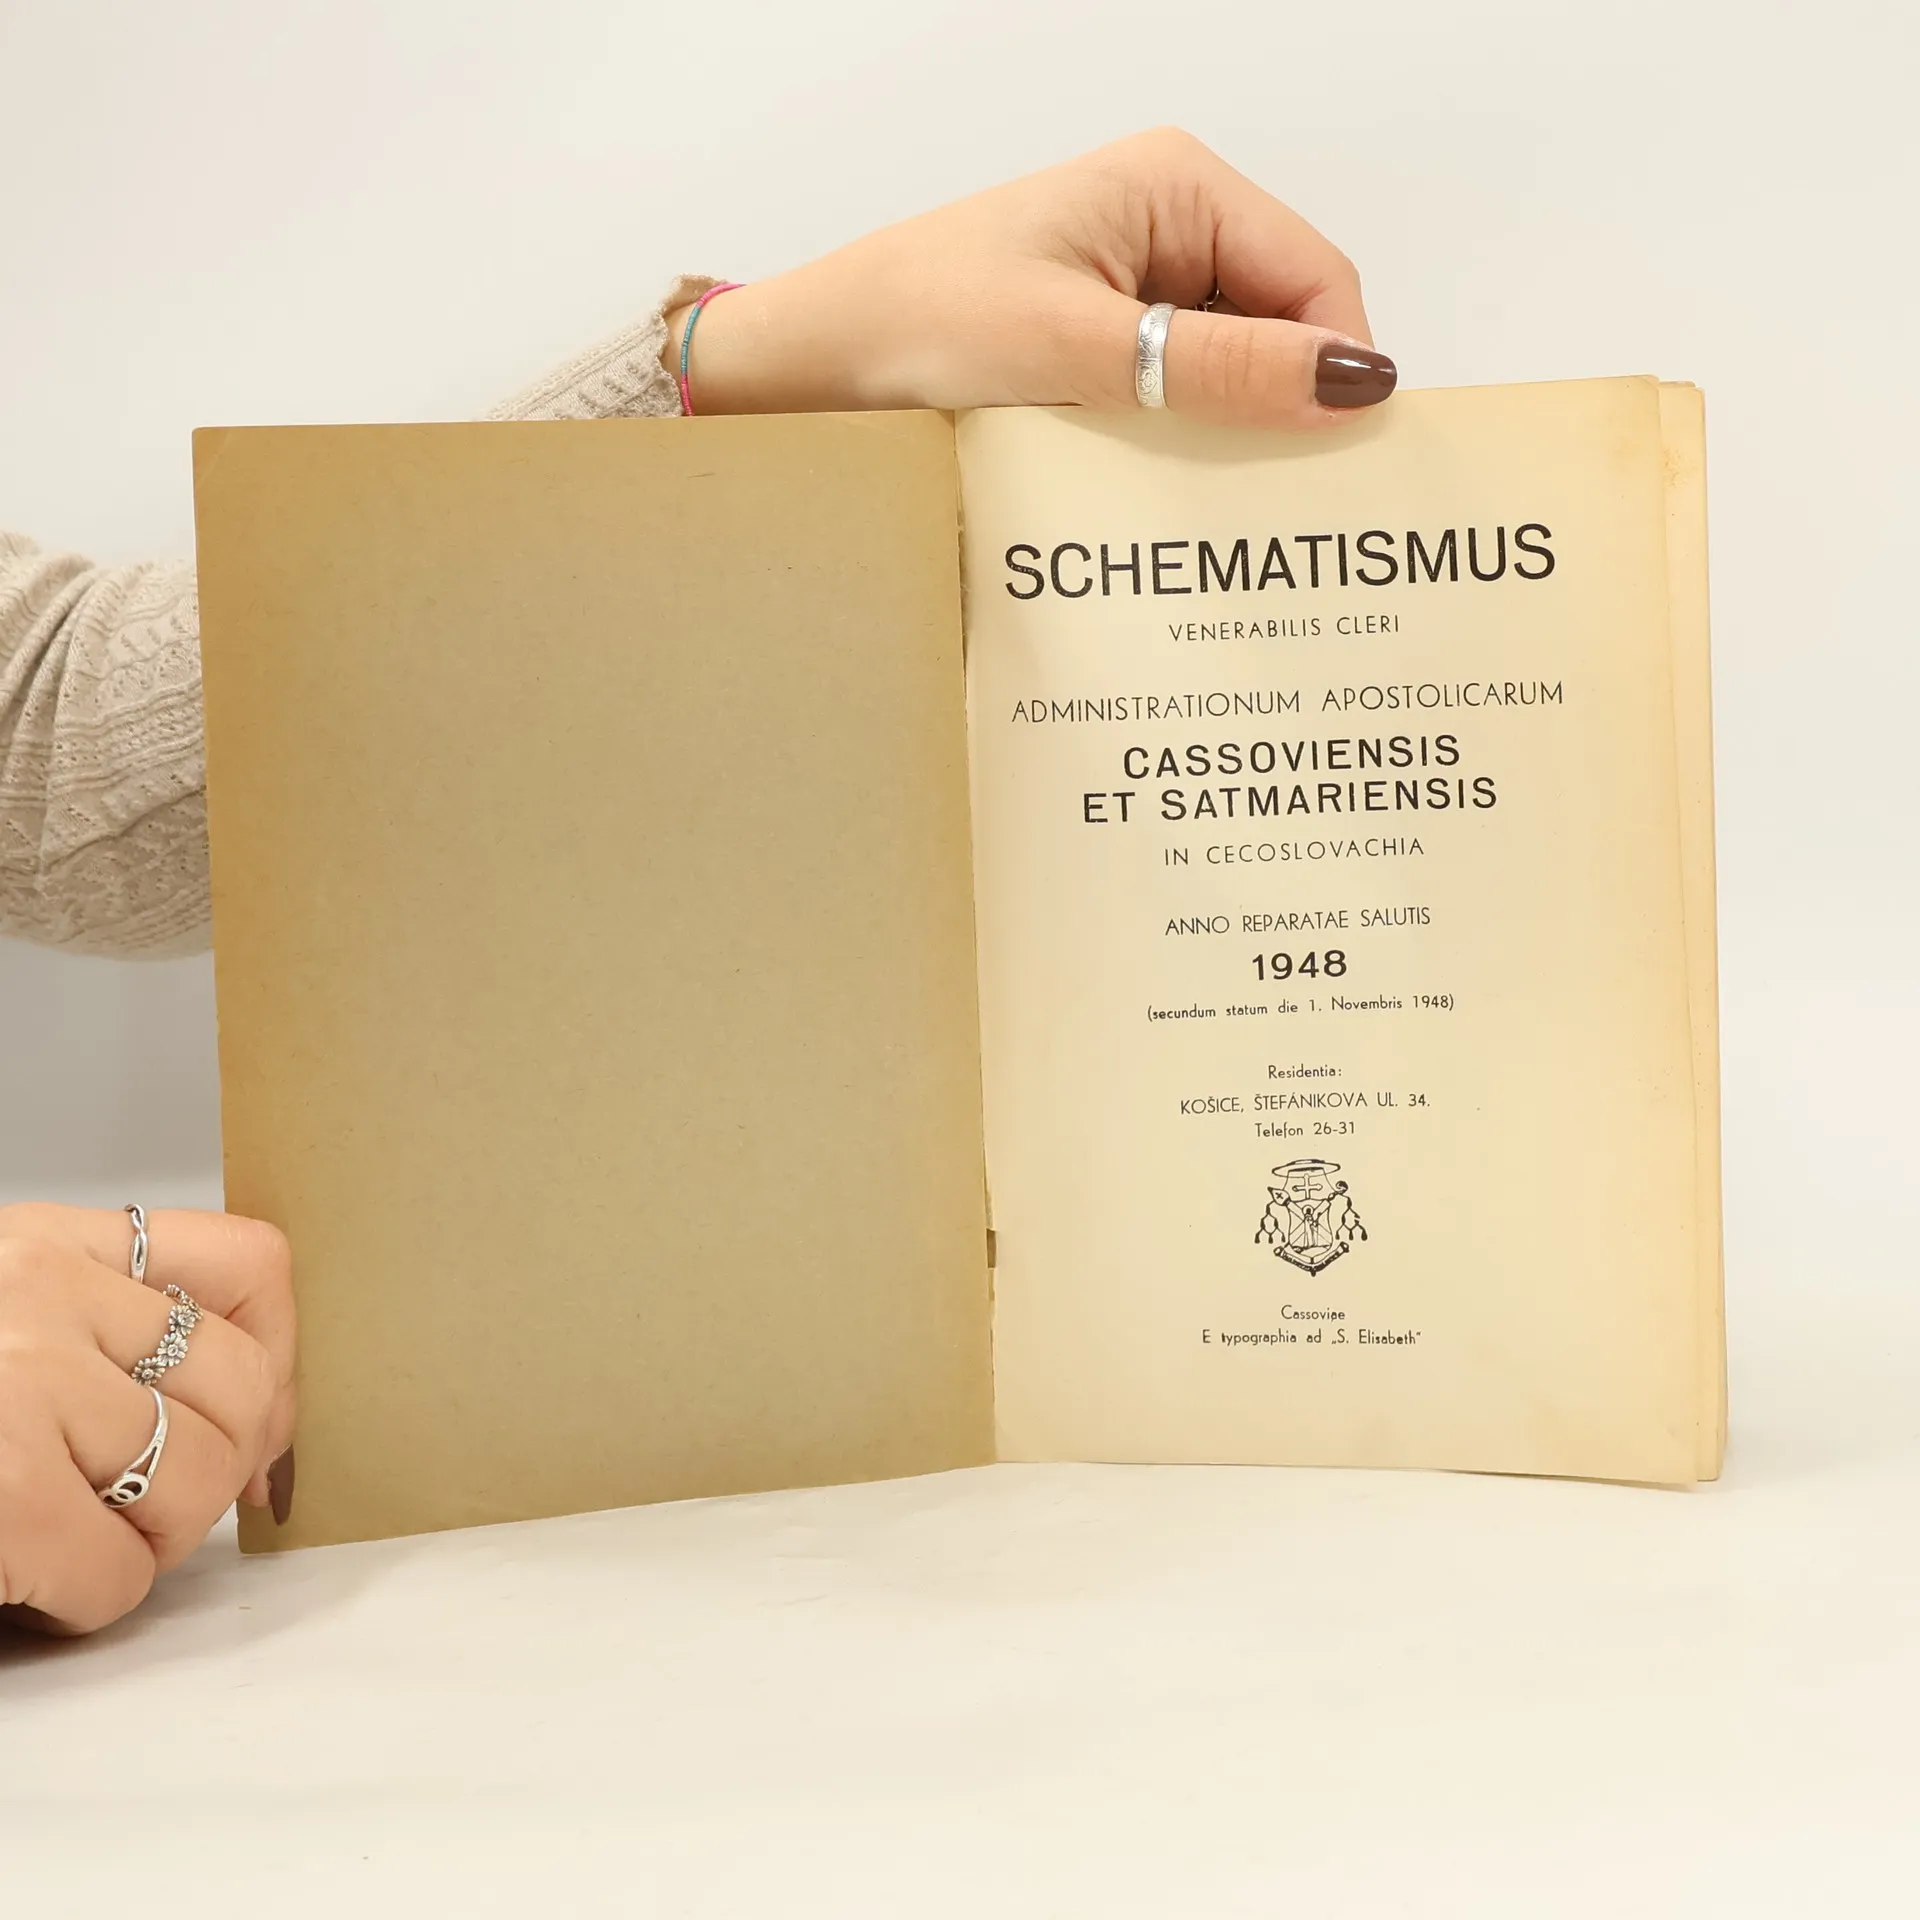 SCHEMATISMUS
VENERABILIS CLERI
ADMINISTRATIONUM APOSTOLICARUM
CASSOVIENSIS
ET SATMARIENSIS
IN CECOSLOVACHIA
ANNO REPARATAE SALUTIS
1948
(secundum statum die 1. Novembris 1948)
Residentia:
KOŠICE, ŠTEFÁNIKOVA UL. 34.
Telefon 26-31
Cassoviae
E typographia ad „S. Elisabeth“